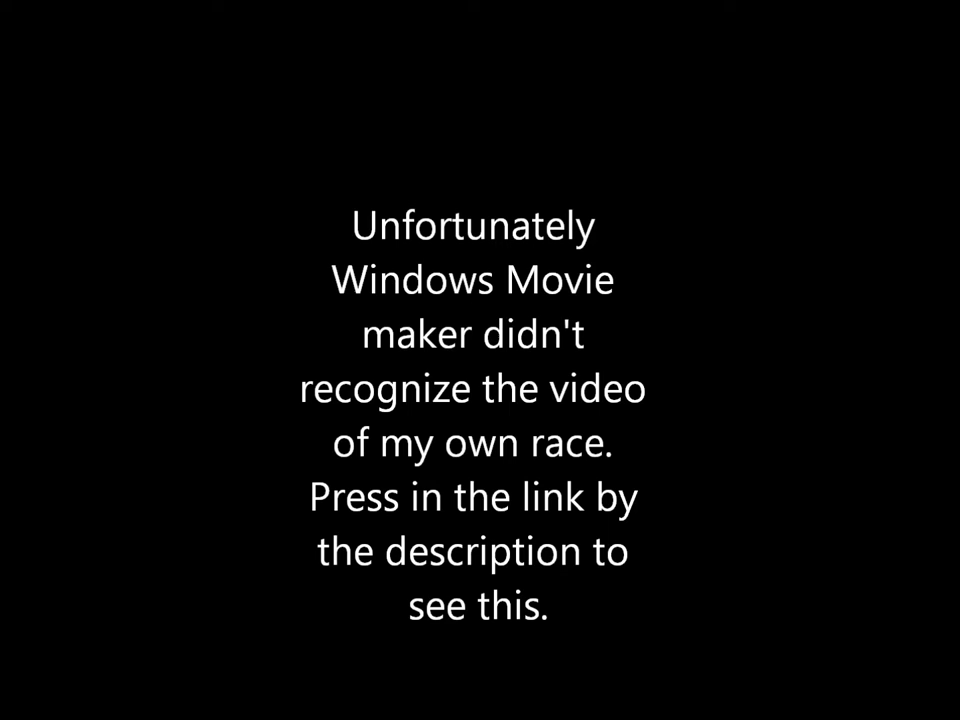 Unfortunately
Windows Movie
maker didn't
recognize the video
of my own race.
Press in the link by
the description to
see this.